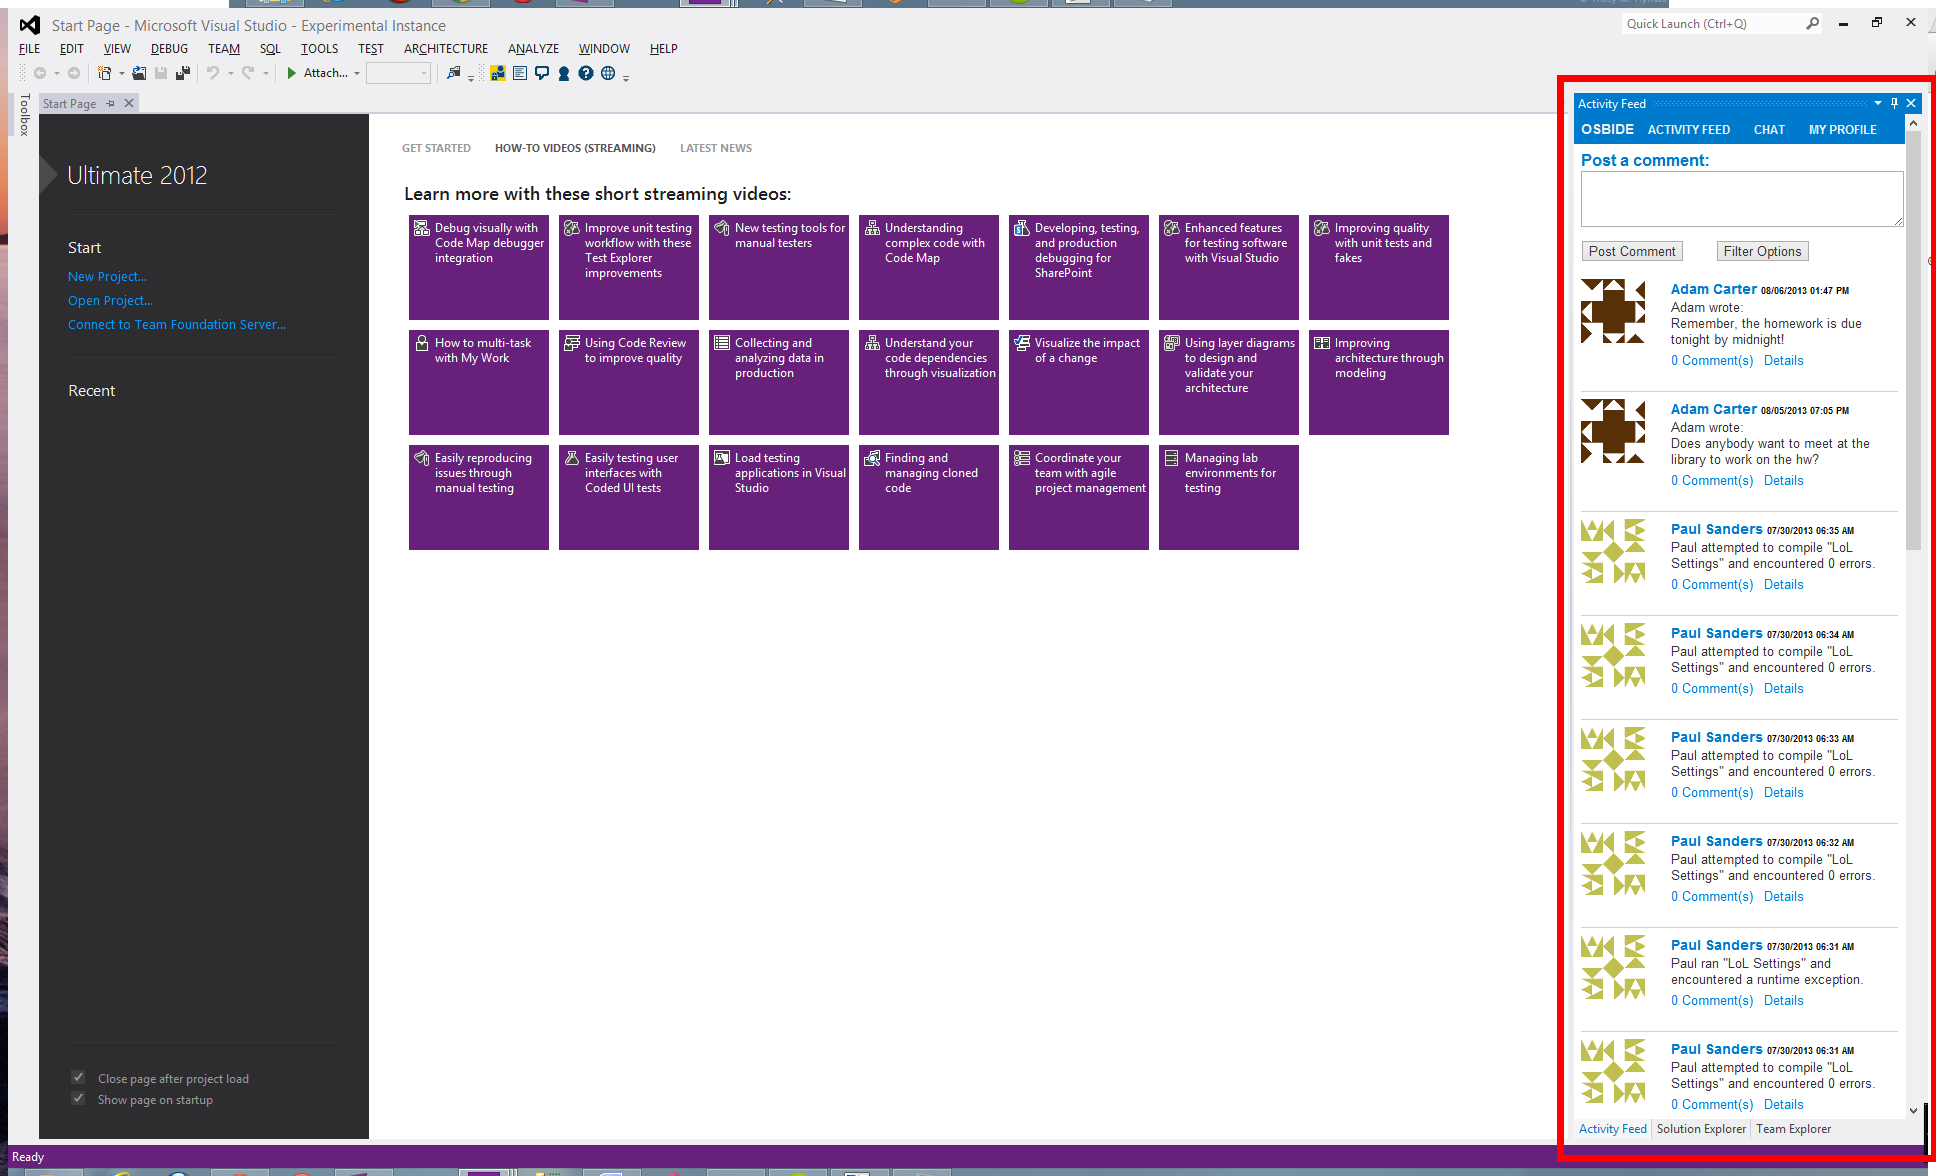 Start Page - Microsoft Visual Studio - Experimental Instance
Quick Launch (Ctrl+Q)
FILE EDIT VIEW DEBUG TEAM SQL TOOLS TEST ARCHITECTURE ANALYZE WINDOW HELP
Attach...
Toolbox
Start Page
Ultimate 2012
Start
New Project...
Open Project...
Connect to Team Foundation Server...
Recent
Close page after project load
Show page on startup
GET STARTED HOW-TO VIDEOS (STREAMING) LATEST NEWS
Learn more with these short streaming videos:
Debug visually with
Code Map debugger
integration
Improve unit testing
workflow with these
Test Explorer
improvements
New testing tools for
manual testers
Understanding
complex code with
Code Map
Developing, testing,
and production
debugging for
SharePoint
Enhanced features
for testing software
with Visual Studio
Improving quality
with unit tests and
fakes
How to multi-task
with My Work
Using Code Review
to improve quality
Collecting and
analyzing data in
production
Understand your
code dependencies
through visualization
Visualize the impact
of a change
Using layer diagrams
to design and
validate your
architecture
Improving
architecture through
modeling
Easily reproducing
issues through
manual testing
Easily testing user
interfaces with
Coded UI tests
Load testing
applications in Visual
Studio
Finding and
managing cloned
code
Coordinate your
team with agile
project management
Managing lab
environments for
testing
Activity Feed
OSBIDE ACTIVITY FEED CHAT MY PROFILE
Post a comment:
Post Comment Filter Options
Adam Carter 08/06/2013 01:47 PM
Adam wrote:
Remember, the homework is due
tonight by midnight!
0 Comment(s) Details
Adam Carter 08/05/2013 07:05 PM
Adam wrote:
Does anybody want to meet at the
library to work on the hw?
0 Comment(s) Details
Paul Sanders 07/30/2013 06:35 AM
Paul attempted to compile "LoL
Settings" and encountered 0 errors.
0 Comment(s) Details
Paul Sanders 07/30/2013 06:34 AM
Paul attempted to compile "LoL
Settings" and encountered 0 errors.
0 Comment(s) Details
Paul Sanders 07/30/2013 06:33 AM
Paul attempted to compile "LoL
Settings" and encountered 0 errors.
0 Comment(s) Details
Paul Sanders 07/30/2013 06:32 AM
Paul attempted to compile "LoL
Settings" and encountered 0 errors.
0 Comment(s) Details
Paul Sanders 07/30/2013 06:31 AM
Paul ran "LoL Settings" and
encountered a runtime exception.
0 Comment(s) Details
Paul Sanders 07/30/2013 06:31 AM
Paul attempted to compile "LoL
Settings" and encountered 0 errors.
0 Comment(s) Details
Activity Feed Solution Explorer Team Explorer
Ready